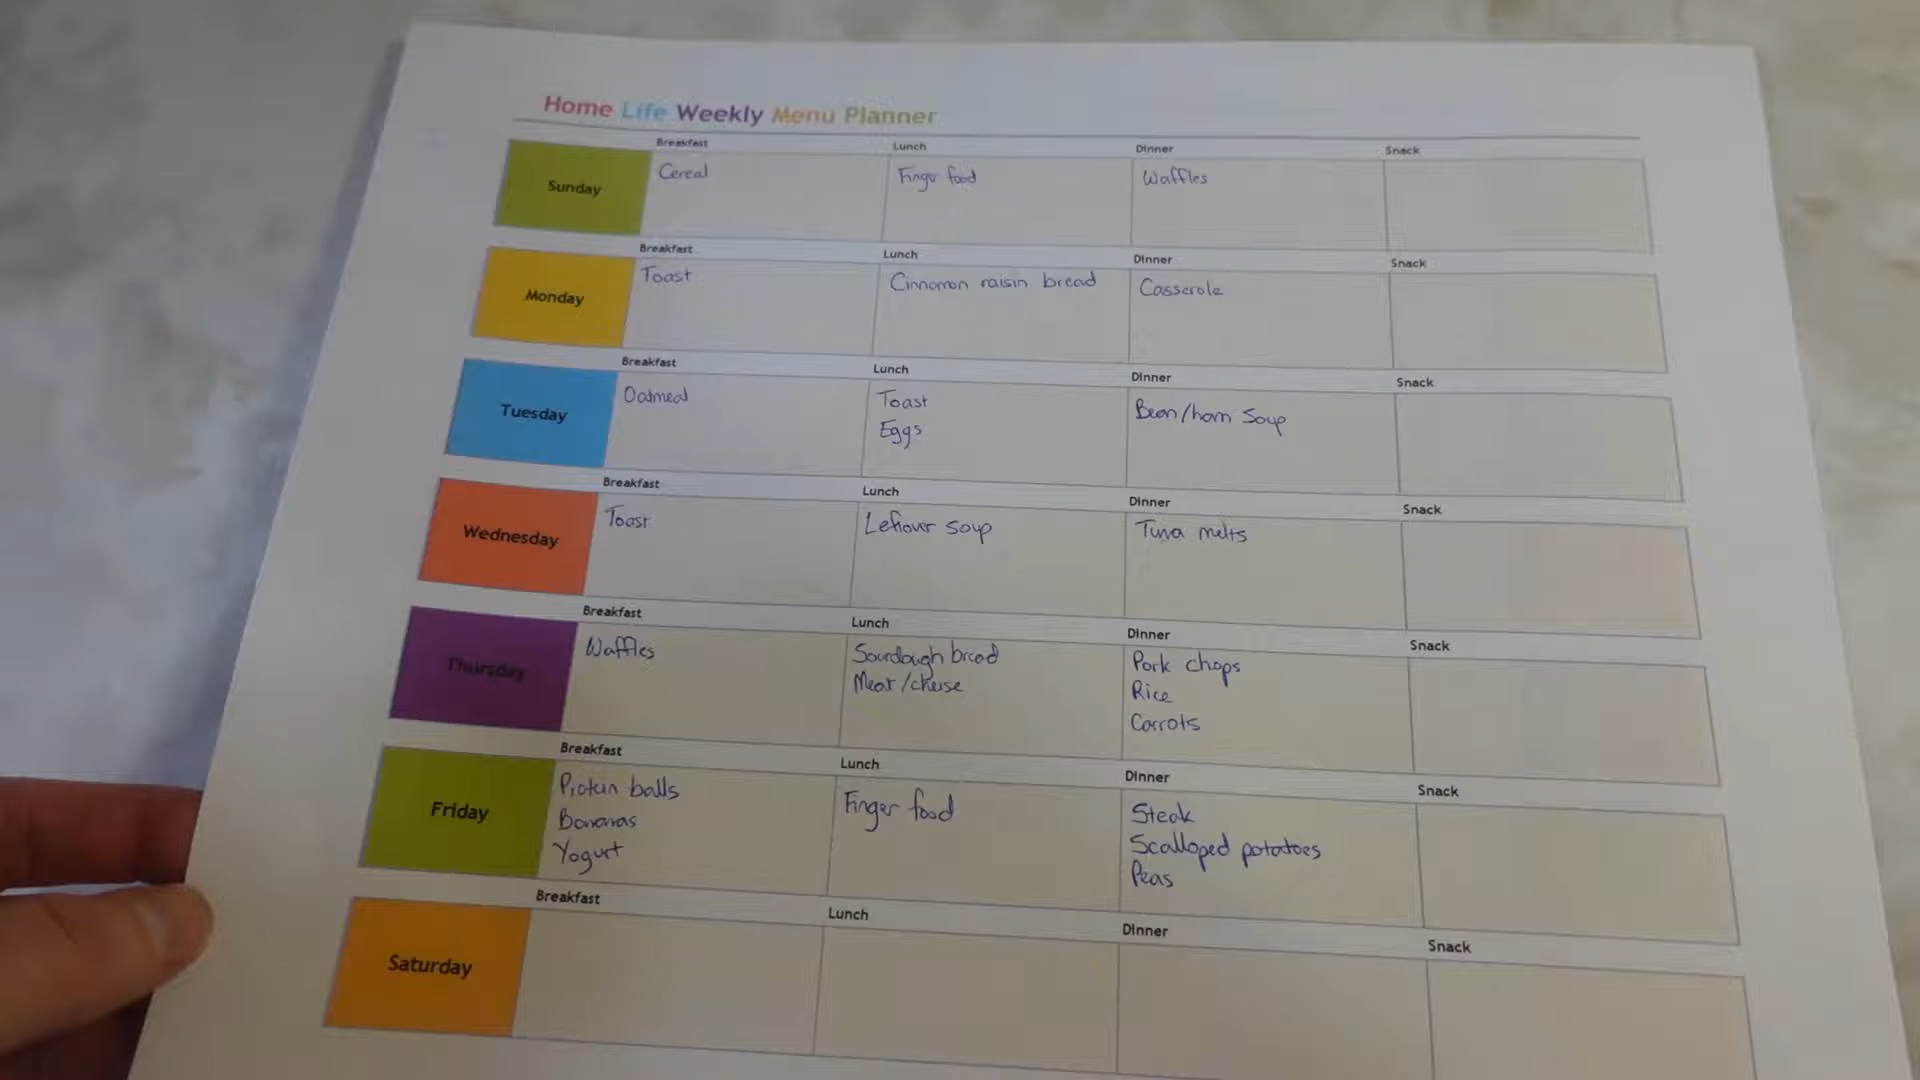 Home Life Weekly Menu Planner
Breakfast Lunch Dinner Snack
Sunday
Cereal
Finger food
Waffles
Breakfast Lunch Dinner Snack
Monday
Toast
Cinnamon raisin bread
Casserole
Breakfast Lunch Dinner Snack
Tuesday
Oatmeal
Toast
Eggs
Bean/ham Soup
Breakfast Lunch Dinner Snack
Wednesday
Toast
Leftover soup
Tuna melts
Breakfast Lunch Dinner Snack
Thursday
Waffles
Sourdough bread
Meat/cheese
Pork chops
Rice
Carrots
Breakfast Lunch Dinner Snack
Friday
Protein balls
Bananas
Yogurt
Finger food
Steak
Scalloped potatoes
Peas
Breakfast Lunch Dinner Snack
Saturday